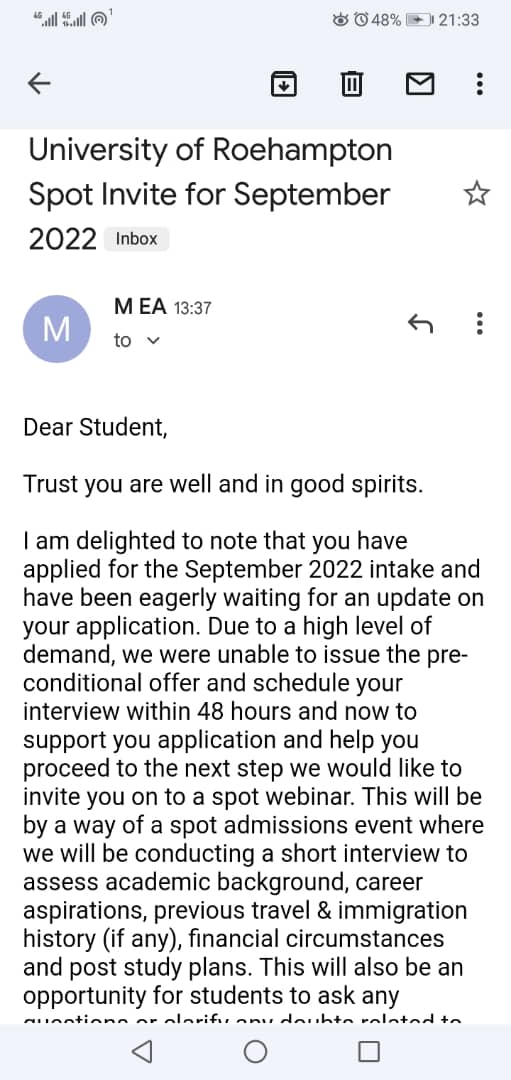 4G 4G 1 48% 21:33
University of Roehampton
Spot Invite for September
2022 Inbox
M
M EA 13:37
to
Dear Student,
Trust you are well and in good spirits.
I am delighted to note that you have
applied for the September 2022 intake and
have been eagerly waiting for an update on
your application. Due to a high level of
demand, we were unable to issue the pre-
conditional offer and schedule your
interview within 48 hours and now to
support you application and help you
proceed to the next step we would like to
invite you on to a spot webinar. This will be
by a way of a spot admissions event where
we will be conducting a short interview to
assess academic background, career
aspirations, previous travel & immigration
history (if any), financial circumstances
and post study plans. This will also be an
opportunity for students to ask any
questions or clarify any doubts related to